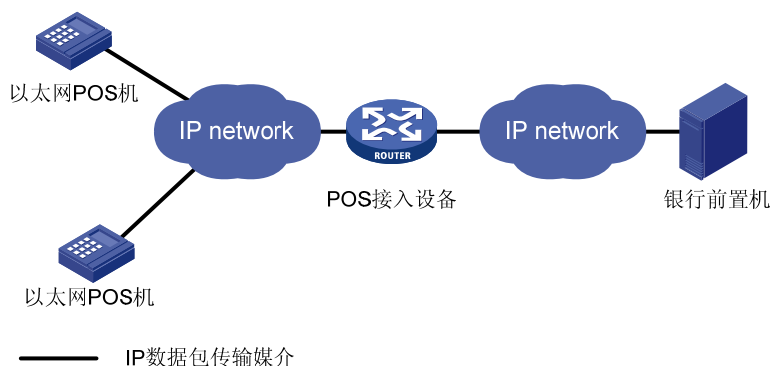 以太网POS机
IP network
ROUTER
IP network
POS接入设备
银行前置机
以太网POS机
IP数据包传输媒介